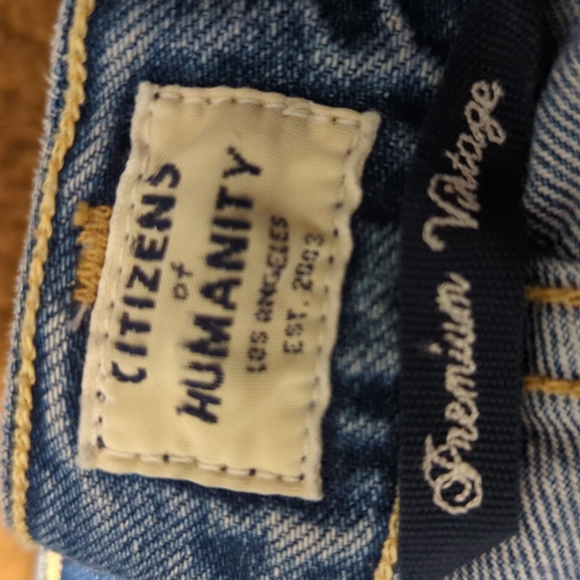 CITIZENS
of
HUMANITY
LOS ANGELES
EST. 2003
Premium Vintage